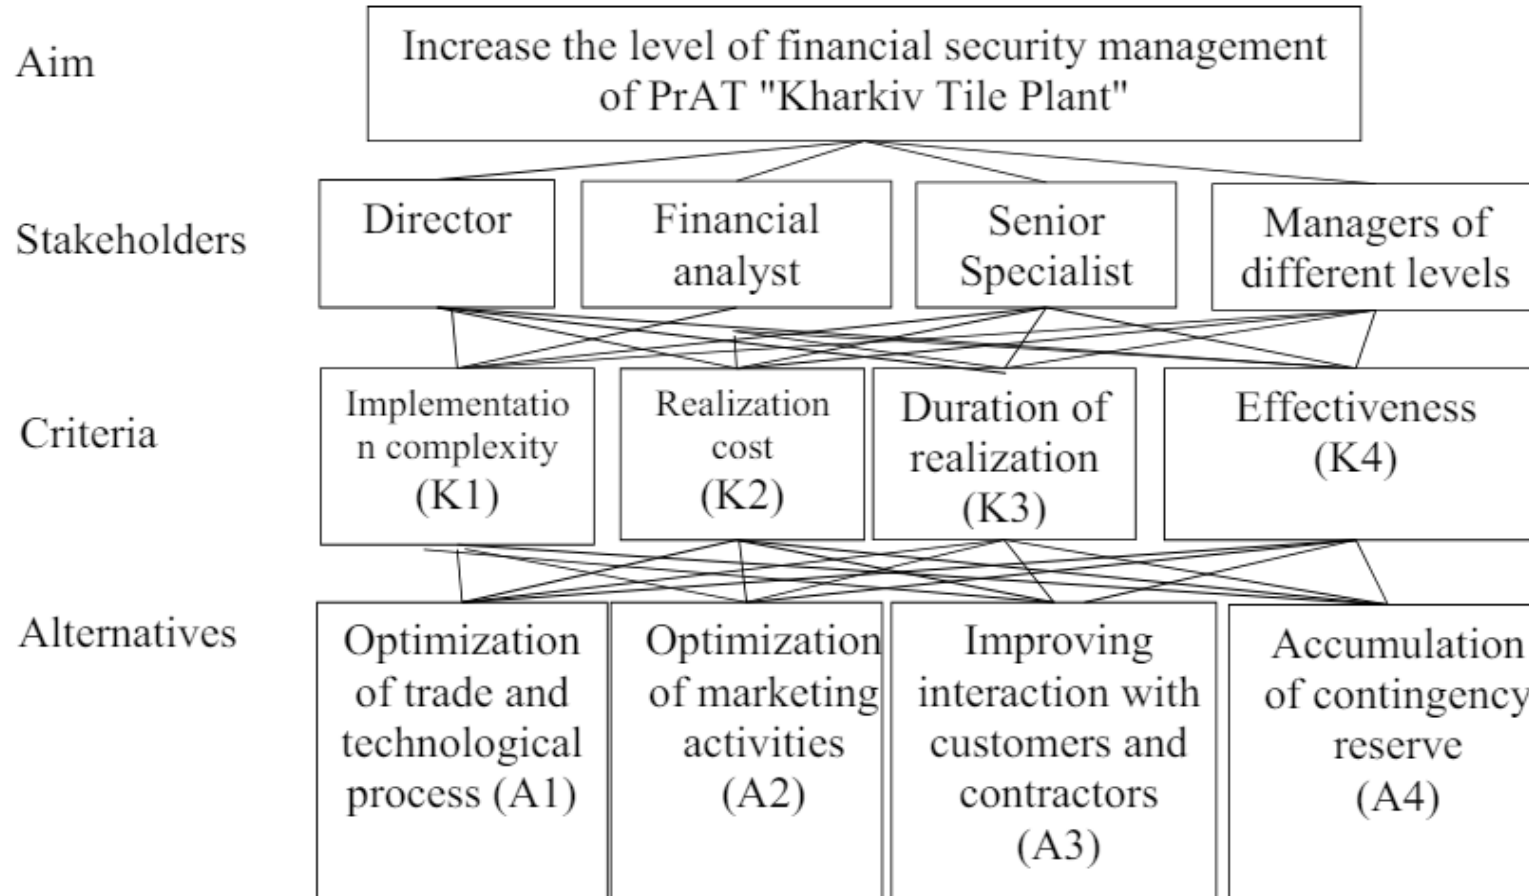 Aim
Increase the level of financial security management
of PrAT "Kharkiv Tile Plant"
Stakeholders
Director
Financial
analyst
Senior
Specialist
Managers of
different levels
Criteria
Implementatio
n complexity
(K1)
Realization
cost
(K2)
Duration of
realization
(K3)
Effectiveness
(K4)
Alternatives
Optimization
of trade and
technological
process (A1)
Optimization
of marketing
activities
(A2)
Improving
interaction with
customers and
contractors
(A3)
Accumulation
of contingency
reserve
(A4)